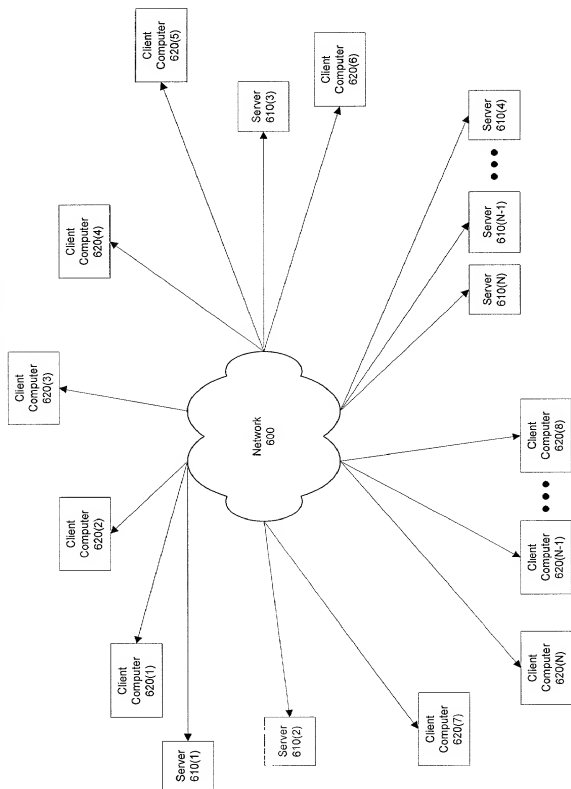 Client
Computer
620(5)
Server
610(3)
Client
Computer
620(6)
Client
Computer
620(4)
Server
610(4)
Server
610(N-1)
Server
610(N)
Client
Computer
620(3)
Network
600
Client
Computer
620(8)
Client
Computer
620(2)
Client
Computer
620(N-1)
Client
Computer
620(1)
Client
Computer
620(N)
Server
610(1)
Server
610(2)
Client
Computer
620(7)